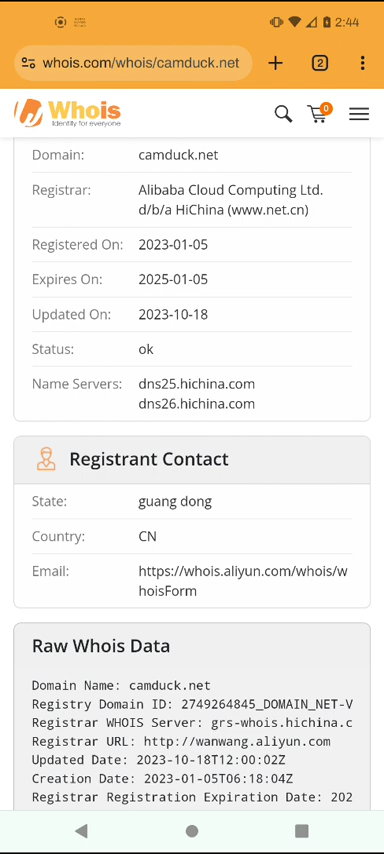 2:44
whois.com/whois/camduck.net
2
Whois
Identity for everyone
0
Domain: camduck.net
Registrar: Alibaba Cloud Computing Ltd.
d/b/a HiChina (www.net.cn)
Registered On: 2023-01-05
Expires On: 2025-01-05
Updated On: 2023-10-18
Status: ok
Name Servers: dns25.hichina.com
dns26.hichina.com
Registrant Contact
State: guang dong
Country: CN
Email: https://whois.aliyun.com/whois/w
hoisForm
Raw Whois Data
Domain Name: camduck.net
Registry Domain ID: 2749264845_DOMAIN_NET-V
Registrar WHOIS Server: grs-whois.hichina.c
Registrar URL: http://wanwang.aliyun.com
Updated Date: 2023-10-18T12:00:02Z
Creation Date: 2023-01-05T06:18:04Z
Registrar Registration Expiration Date: 202